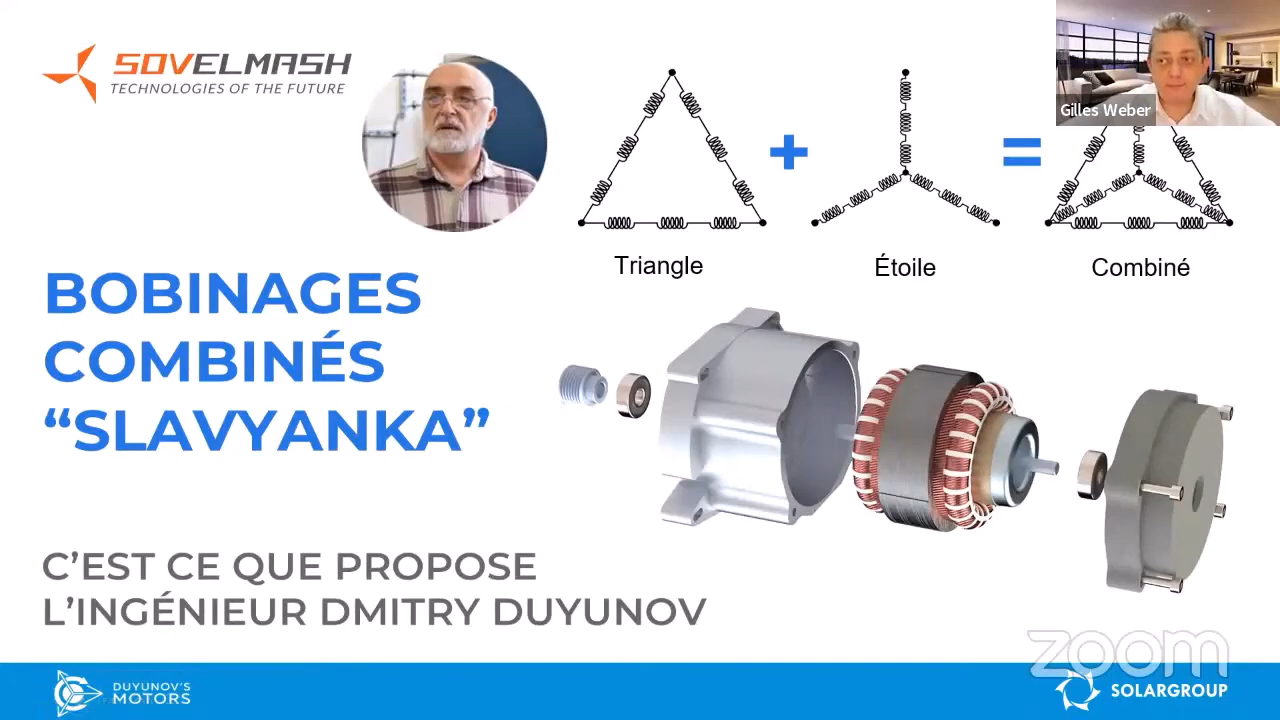 SOVELMASH
TECHNOLOGIES OF THE FUTURE
Gilles Weber
+
=
Triangle
Étoile
Combiné
BOBINAGES
COMBINÉS
“SLAVYANKA”
C’EST CE QUE PROPOSE
L’INGÉNIEUR DMITRY DUYUNOV
zoom
DUYUNOV'S
MOTORS
SOLARGROUP